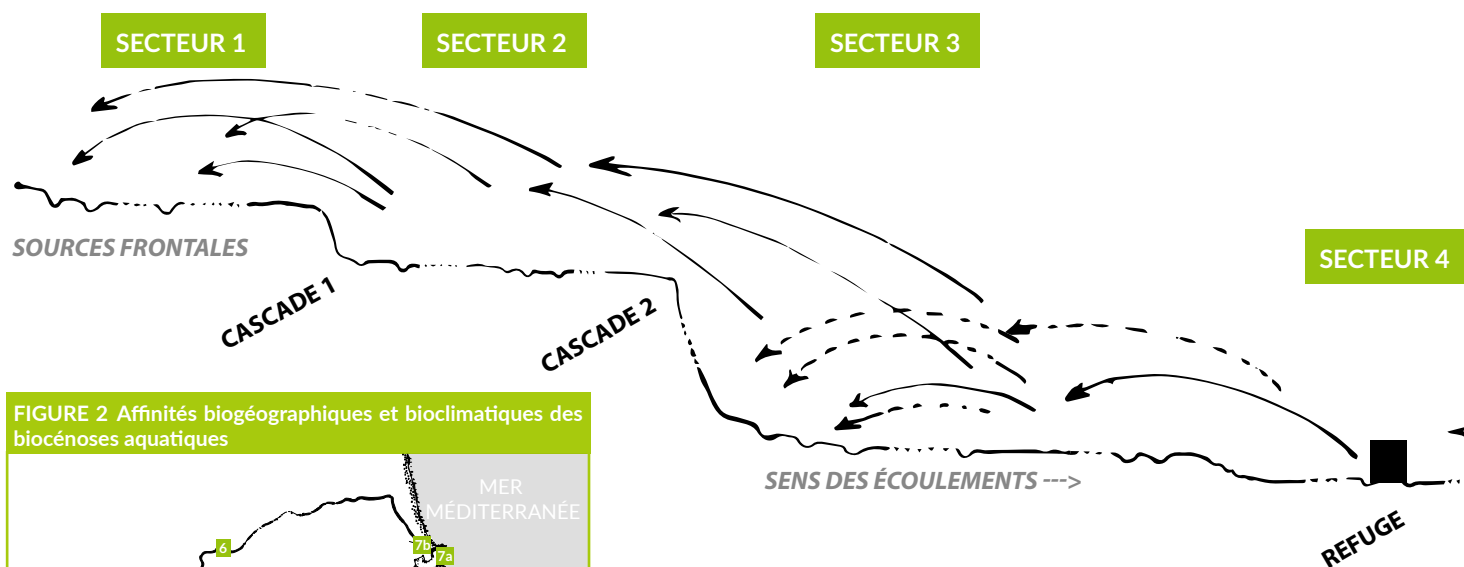 SECTEUR 1
SECTEUR 2
SECTEUR 3
SOURCES FRONTALES
CASCADE 1
CASCADE 2
SECTEUR 4
SENS DES ÉCOULEMENTS --->
REFUGE
FIGURE 2 Affinités biogéographiques et bioclimatiques des
biocénoses aquatiques
MER
MÉDITERRANÉE
6
7b
7a